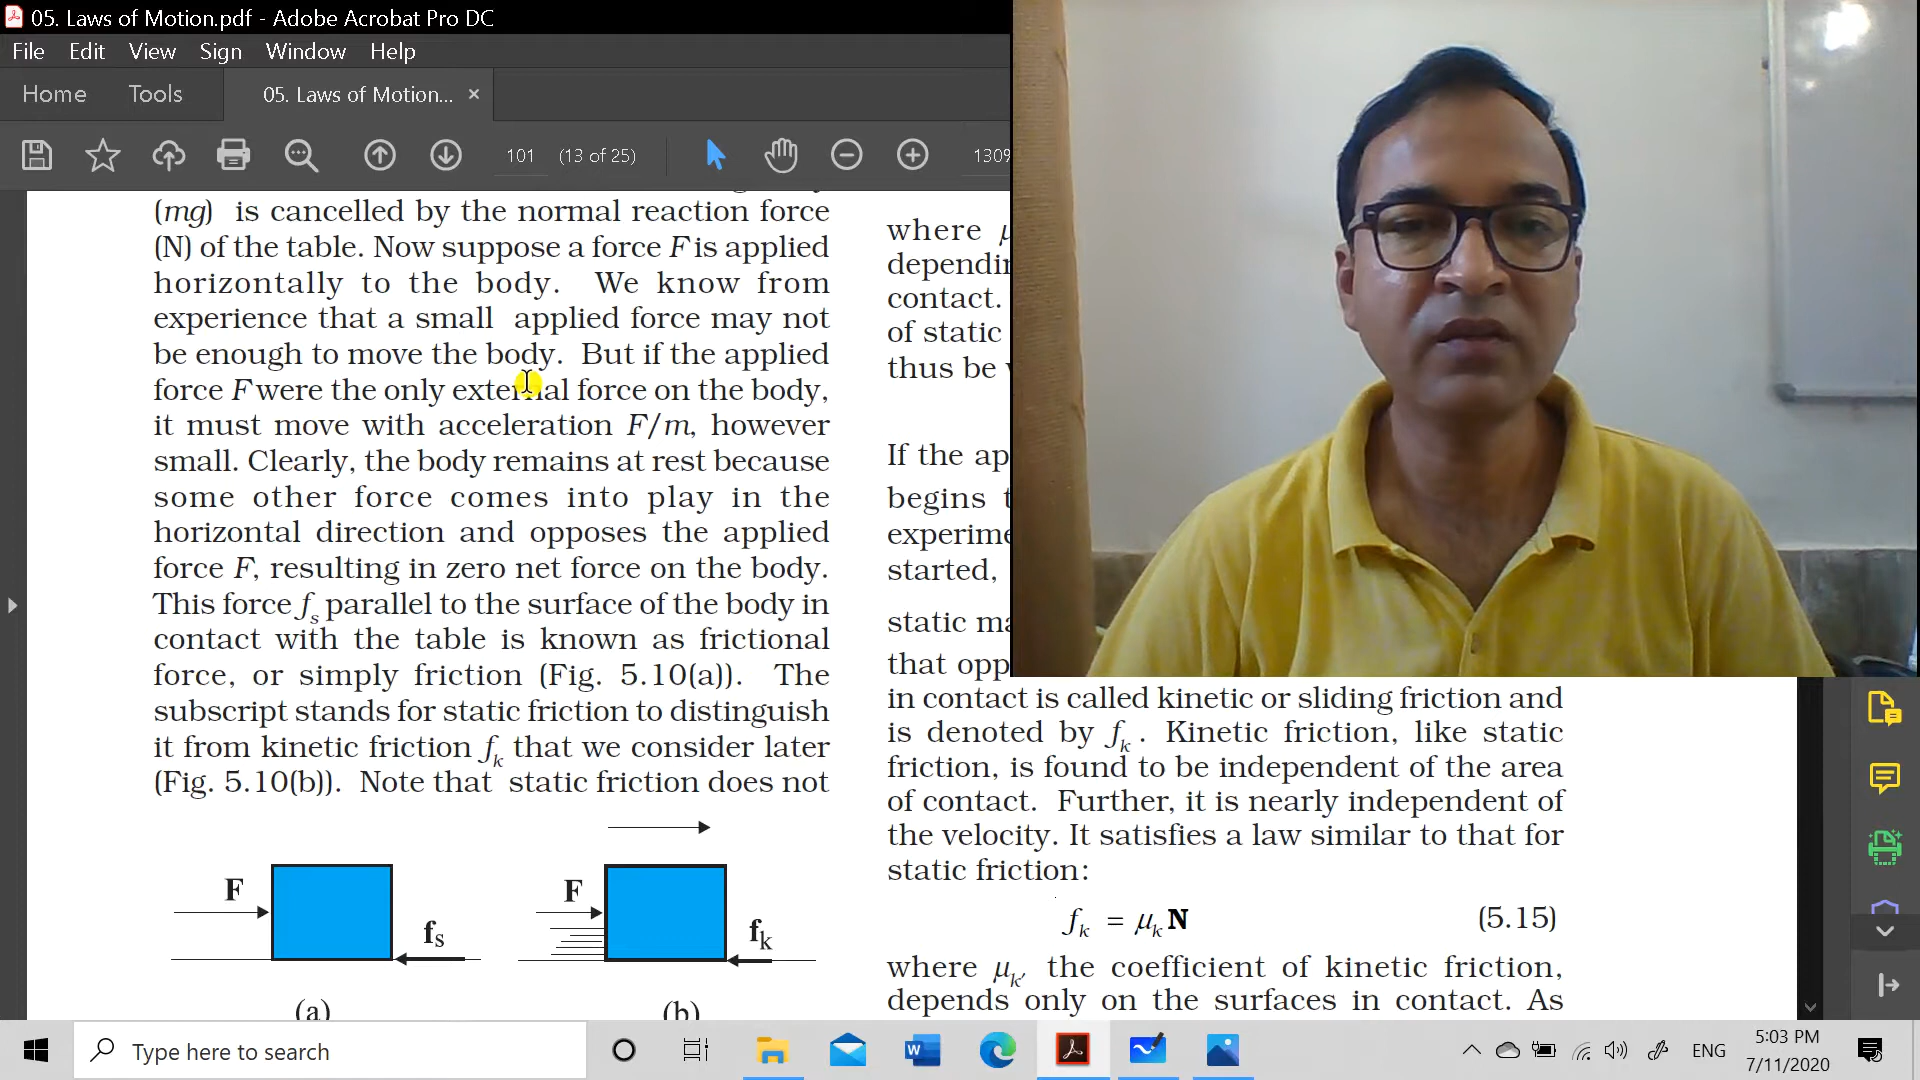 05. Laws of Motion.pdf - Adobe Acrobat Pro DC
File Edit View Sign Window Help
Home Tools 05. Laws of Motion... ×
101 (13 of 25) 130%
(mg) is cancelled by the normal reaction force
(N) of the table. Now suppose a force F is applied
horizontally to the body. We know from
experience that a small applied force may not
be enough to move the body. But if the applied
force F were the only external force on the body,
it must move with acceleration F/m, however
small. Clearly, the body remains at rest because
some other force comes into play in the
horizontal direction and opposes the applied
force F, resulting in zero net force on the body.
This force fₛ parallel to the surface of the body in
contact with the table is known as frictional
force, or simply friction (Fig. 5.10(a)). The
subscript stands for static friction to distinguish
it from kinetic friction fₖ that we consider later
(Fig. 5.10(b)). Note that static friction does not
F
fₛ
(a)
F
fₖ
(b)
where μ
contact.
of static
thus be
If the ap
begins
started,
static
that opp
in contact is called kinetic or sliding friction and
is denoted by fₖ. Kinetic friction, like static
friction, is found to be independent of the area
of contact. Further, it is nearly independent of
the velocity. It satisfies a law similar to that for
static friction:
fₖ = μₖ N (5.15)
where μₖ, the coefficient of kinetic friction,
depends only on the surfaces in contact. As
Type here to search
ENG
5:03 PM
7/11/2020